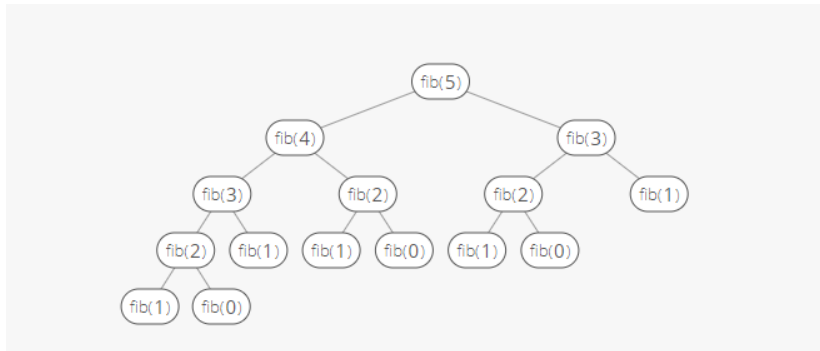 fib(5)
fib(4) fib(3)
fib(3) fib(2) fib(2) fib(1)
fib(2) fib(1) fib(1) fib(0) fib(1) fib(0)
fib(1) fib(0)